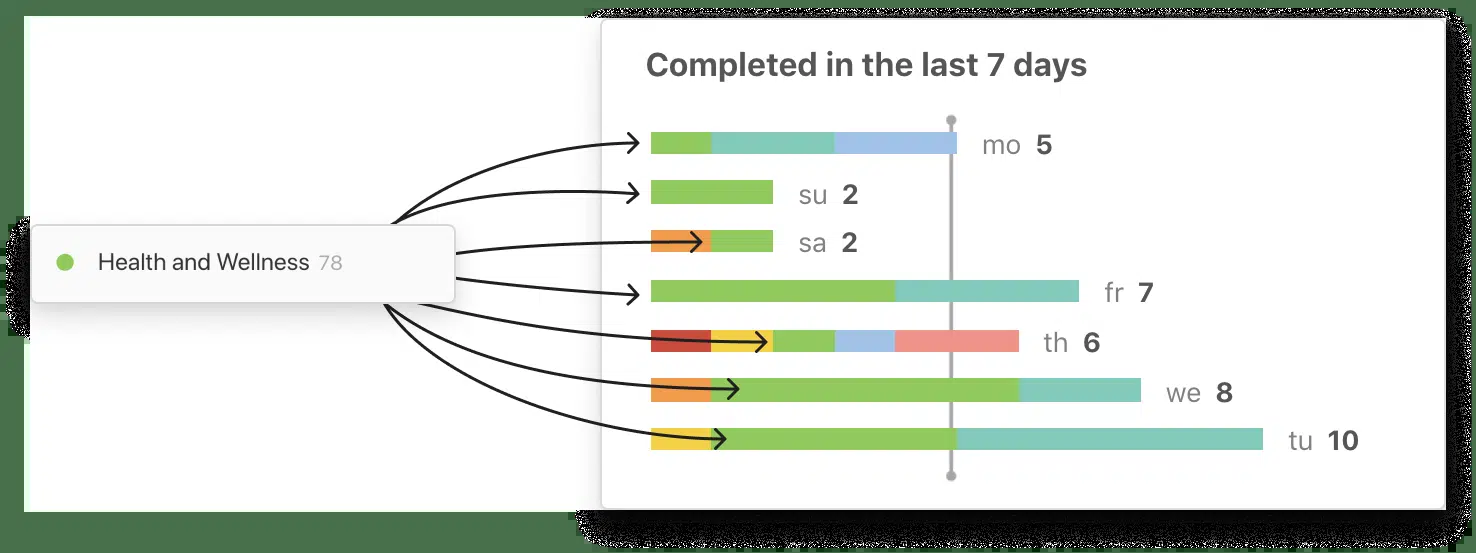 Completed in the last 7 days
mo 5
su 2
sa 2
Health and Wellness 78
fr 7
th 6
we 8
tu 10